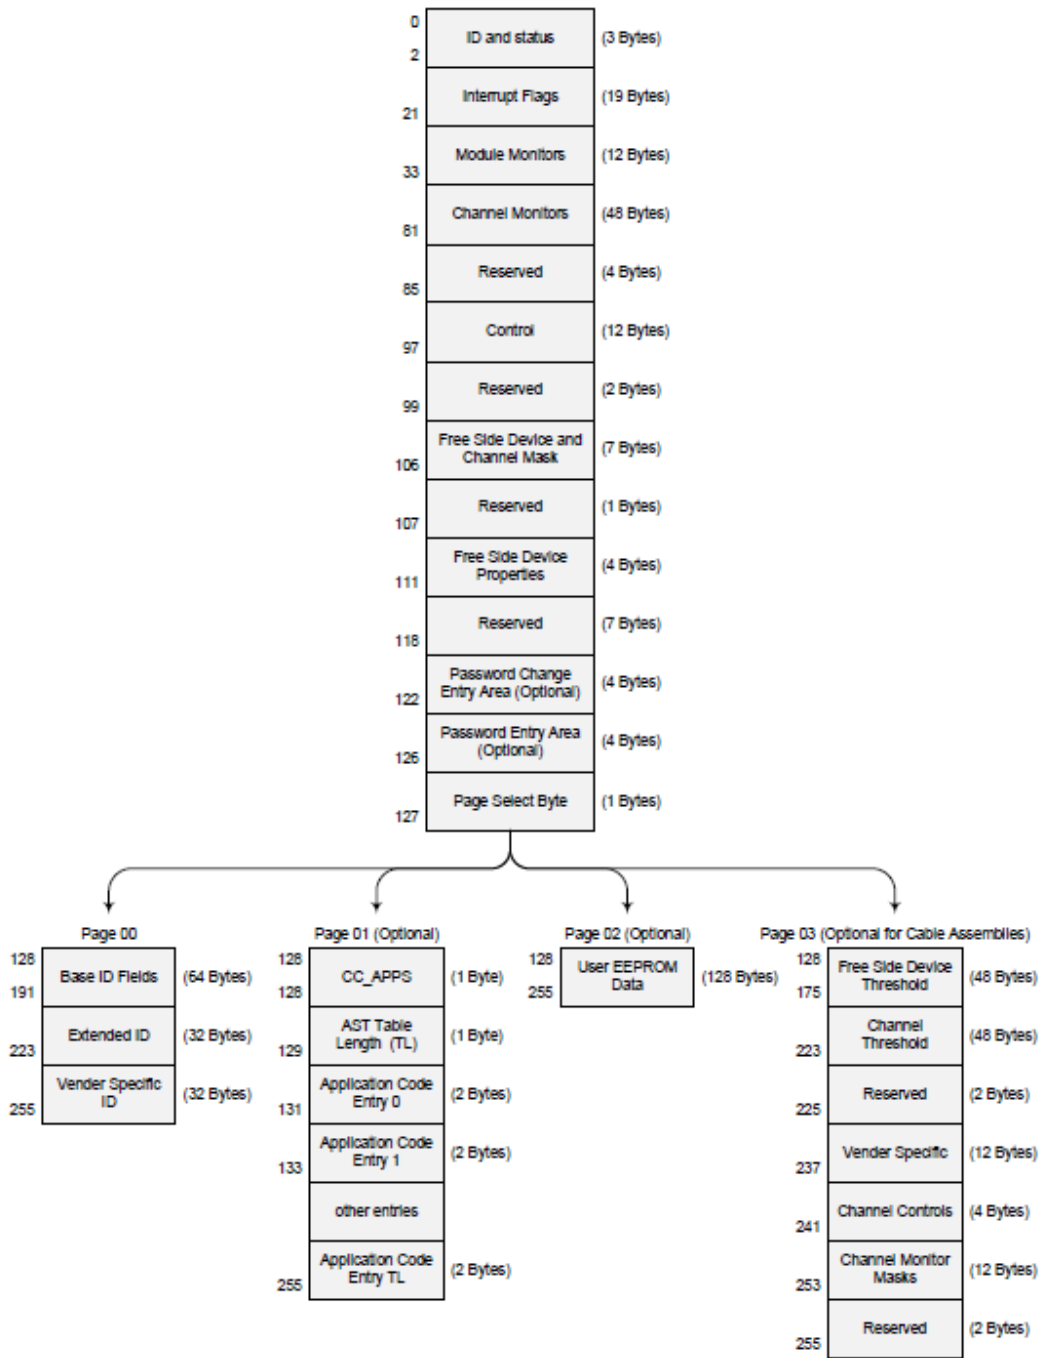 0
ID and status (3 Bytes)
2
Interrupt Flags (19 Bytes)
21
Module Monitors (12 Bytes)
33
Channel Monitors (48 Bytes)
81
Reserved (4 Bytes)
85
Control (12 Bytes)
97
Reserved (2 Bytes)
99
Free Side Device and
Channel Mask
(7 Bytes)
106
Reserved (1 Bytes)
107
Free Side Device
Properties
(4 Bytes)
111
Reserved (7 Bytes)
118
Password Change
Entry Area (Optional)
(4 Bytes)
122
Password Entry Area
(Optional)
(4 Bytes)
126
Page Select Byte (1 Bytes)
127
Page 00
128
Base ID Fields (64 Bytes)
191
Extended ID (32 Bytes)
223
Vender Specific
ID
(32 Bytes)
255
Page 01 (Optional)
128
CC_APPS (1 Byte)
128
AST Table
Length (TL)
(1 Byte)
129
Application Code
Entry 0
(2 Bytes)
131
Application Code
Entry 1
(2 Bytes)
133
other entries
Application Code
Entry TL
(2 Bytes)
255
Page 02 (Optional)
128
User EEPROM
Data
(128 Bytes)
255
Page 03 (Optional for Cable Assemblies)
128
Free Side Device
Threshold
(48 Bytes)
175
Channel
Threshold
(48 Bytes)
223
Reserved (2 Bytes)
225
Vender Specific (12 Bytes)
237
Channel Controls (4 Bytes)
241
Channel Monitor
Masks
(12 Bytes)
253
Reserved (2 Bytes)
255